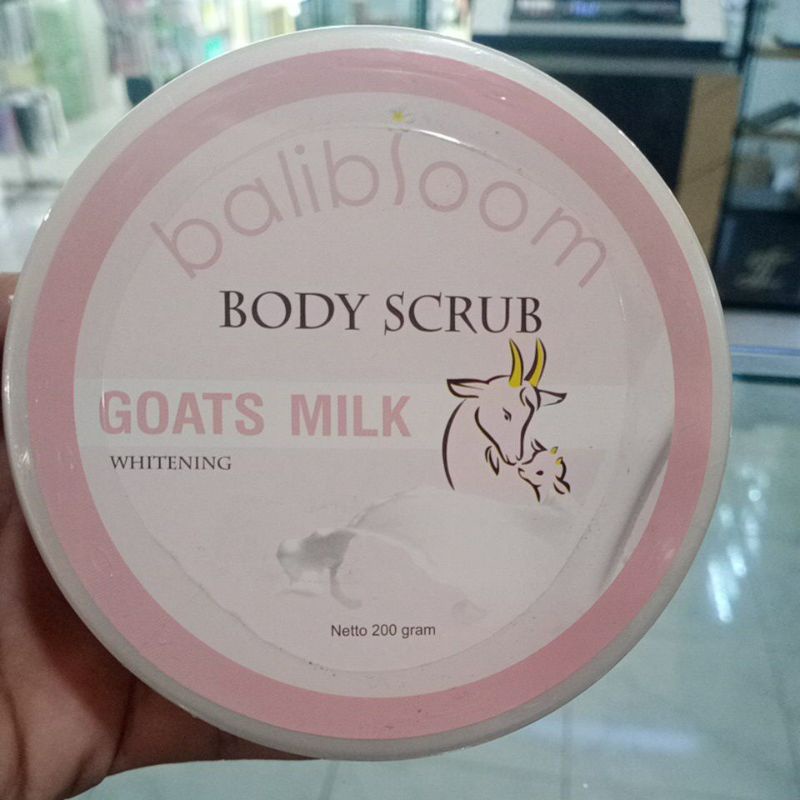 balibloom
BODY SCRUB
GOATS MILK
WHITENING
Netto 200 gram